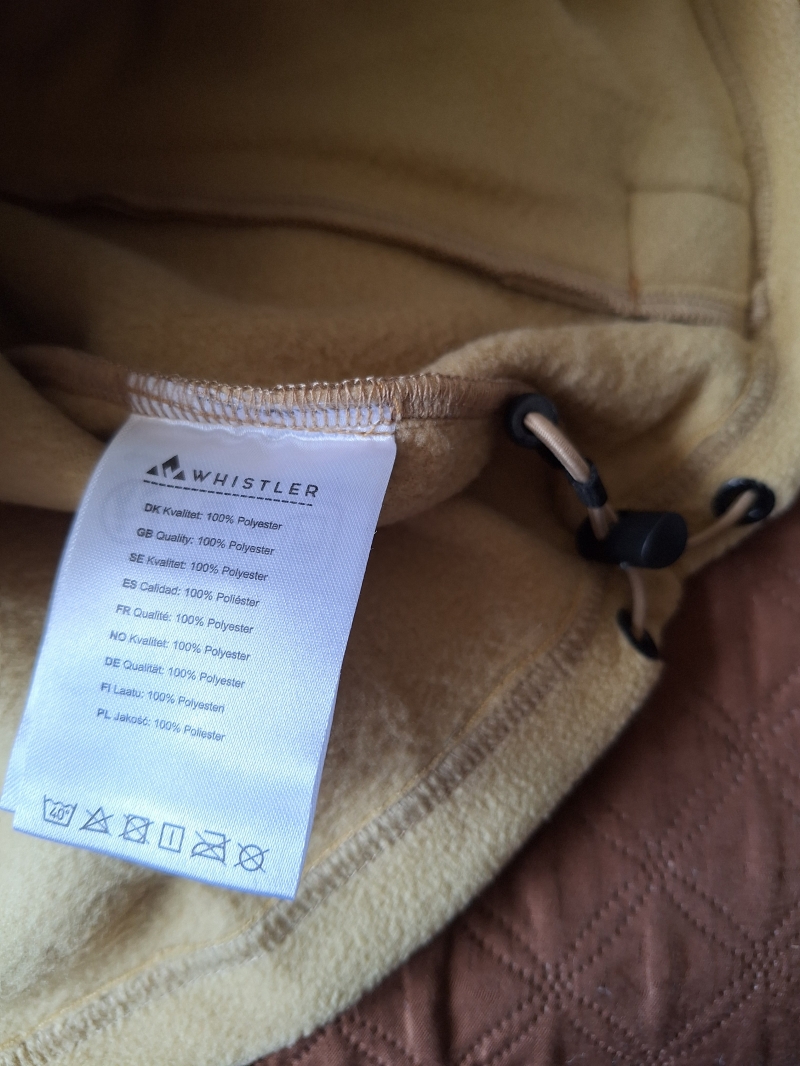 WHISTLER
DK Kvalitet: 100% Polyester
GB Quality: 100% Polyester
SE Kvalitet: 100% Polyester
ES Calidad: 100% Poliéster
FR Qualité: 100% Polyester
NO Kvalitet: 100% Polyester
DE Qualität: 100% Polyester
FI Laatu: 100% Polyesteri
PL Jakość: 100% Poliester
40°